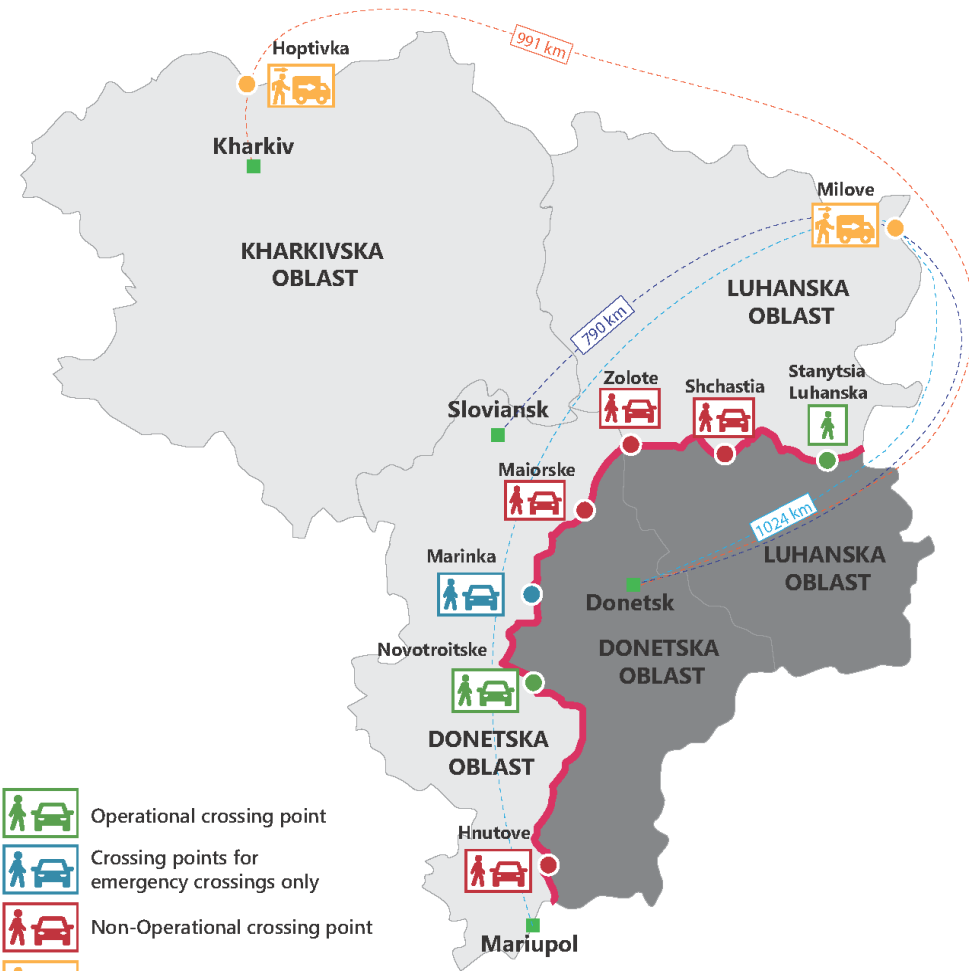 991 km
Hoptivka
Kharkiv
Milove
KHARKIVSKA
OBLAST
LUHANSKA
OBLAST
790 km
Zolote
Shchastia
Stanytsia
Luhanska
Sloviansk
Maiorske
1024 km
Marinka
LUHANSKA
OBLAST
Donetsk
Novotroitske
DONETSKA
OBLAST
DONETSKA
OBLAST
Operational crossing point
Hnutove
Crossing points for
emergency crossings only
Non-Operational crossing point
Mariupol